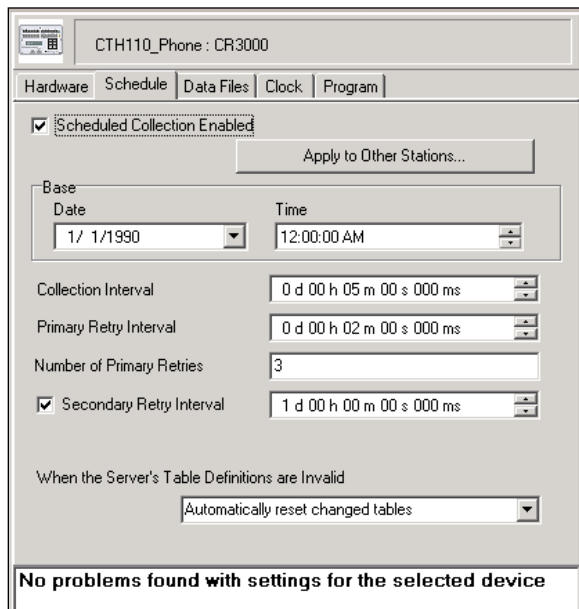 CTH110_Phone : CR3000
Hardware Schedule Data Files Clock Program
Scheduled Collection Enabled
Apply to Other Stations...
Base
Date Time
1/ 1/1990 12:00:00 AM
Collection Interval 0 d 00 h 05 m 00 s 000 ms
Primary Retry Interval 0 d 00 h 02 m 00 s 000 ms
Number of Primary Retries 3
Secondary Retry Interval 1 d 00 h 00 m 00 s 000 ms
When the Server's Table Definitions are Invalid
Automatically reset changed tables
No problems found with settings for the selected device